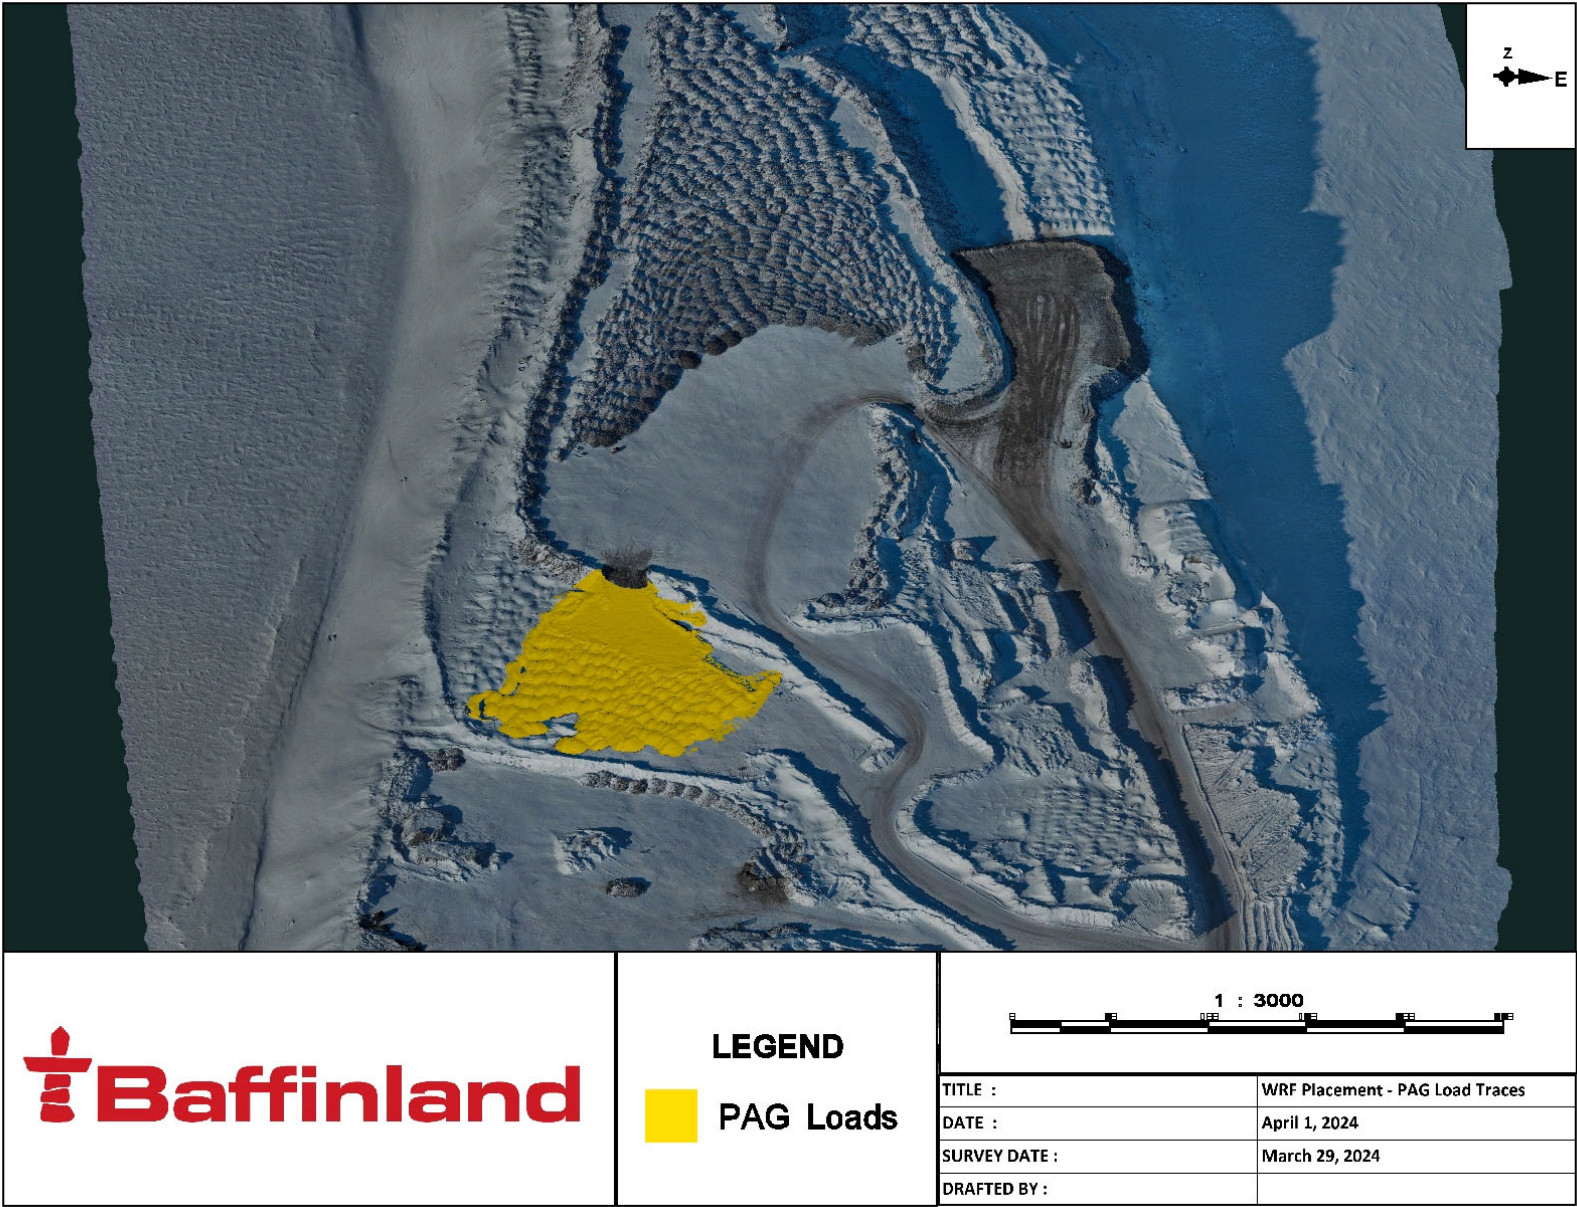 Z
E
Baffinland
LEGEND
PAG Loads
1 : 3000
TITLE : WRF Placement - PAG Load Traces
DATE : April 1, 2024
SURVEY DATE : March 29, 2024
DRAFTED BY :